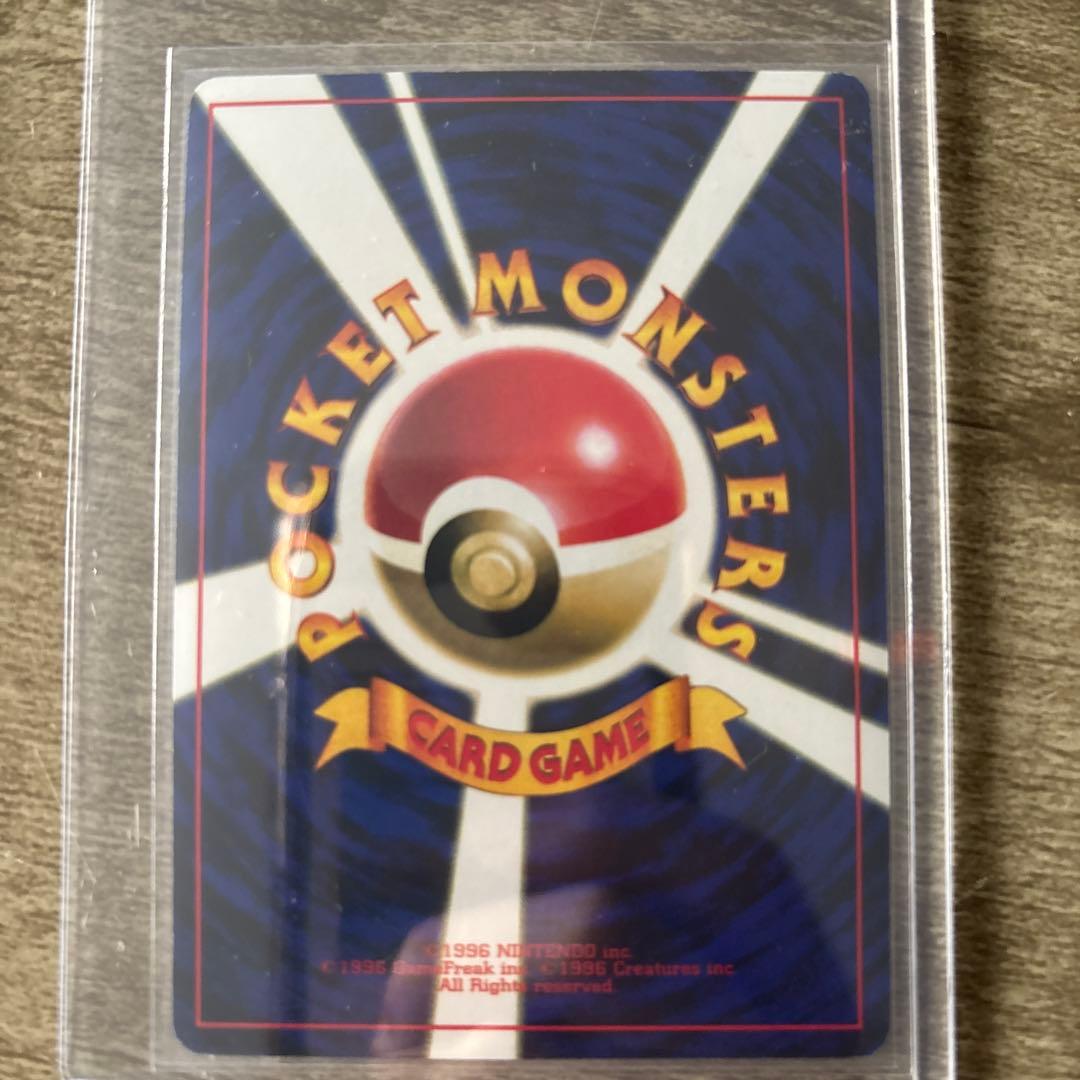 POCKET MONSTERS
CARD GAME
©1996 NINTENDO inc.
©1996 GameFreak inc. ©1996 Creatures inc.
All Rights reserved.